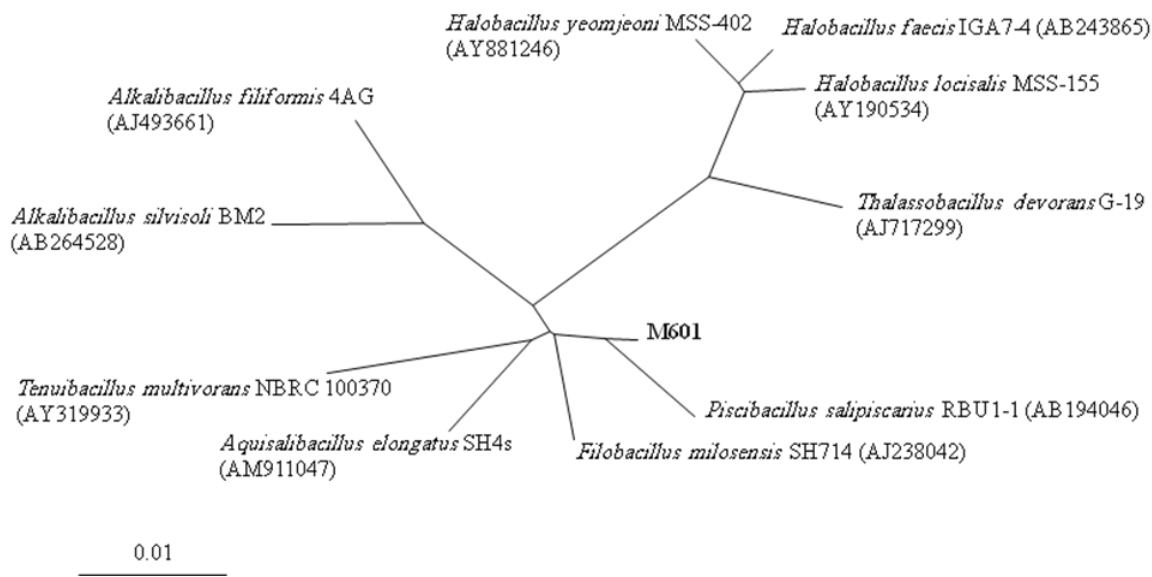 Halobacillus yeomjeoni MSS-402
(AY881246)
Halobacillus faecis IGA7-4 (AB243865)
Halobacillus locisalis MSS-155
(AY190534)
Alkalibacillus filiformis 4AG
(AJ493661)
Thalassobacillus devorans G-19
(AJ717299)
Alkalibacillus silvisoli BM2
(AB264528)
M601
Tenuibacillus multivorans NBRC 100370
(AY319933)
Piscibacillus salipiscarius RBU1-1 (AB194046)
Aquisalibacillus elongatus SH4s
(AM911047)
Filobacillus milosensis SH714 (AJ238042)
0.01